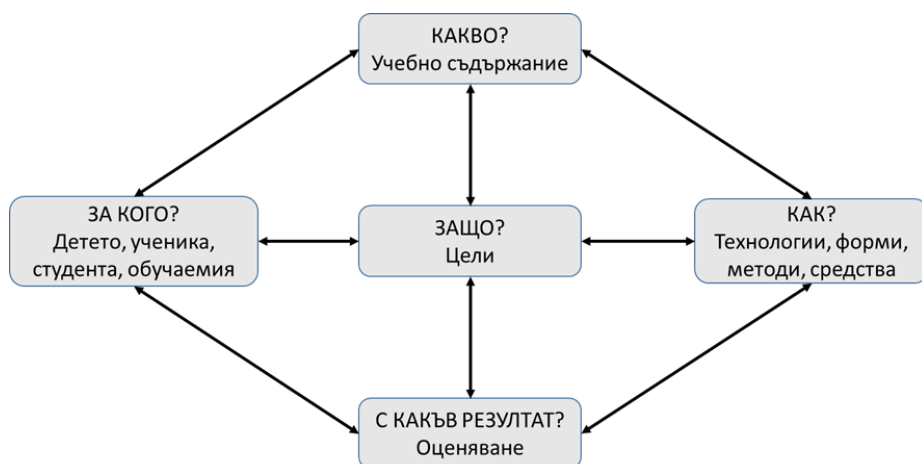 КАКВО?
Учебно съдържание
ЗА КОГО?
Детето, ученика,
студента, обучаемия
ЗАЩО?
Цели
КАК?
Технологии, форми,
методи, средства
С КАКЪВ РЕЗУЛТАТ?
Оценяване